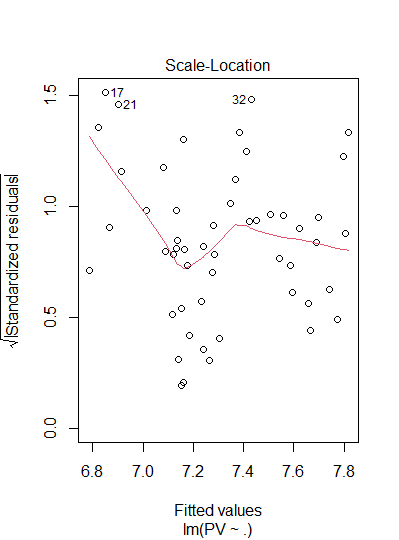 Scale-Location
17
21
32
1.5
1.0
0.5
0.0
√|Standardized residuals|
6.8 7.0 7.2 7.4 7.6 7.8
Fitted values
lm(PV ~ .)